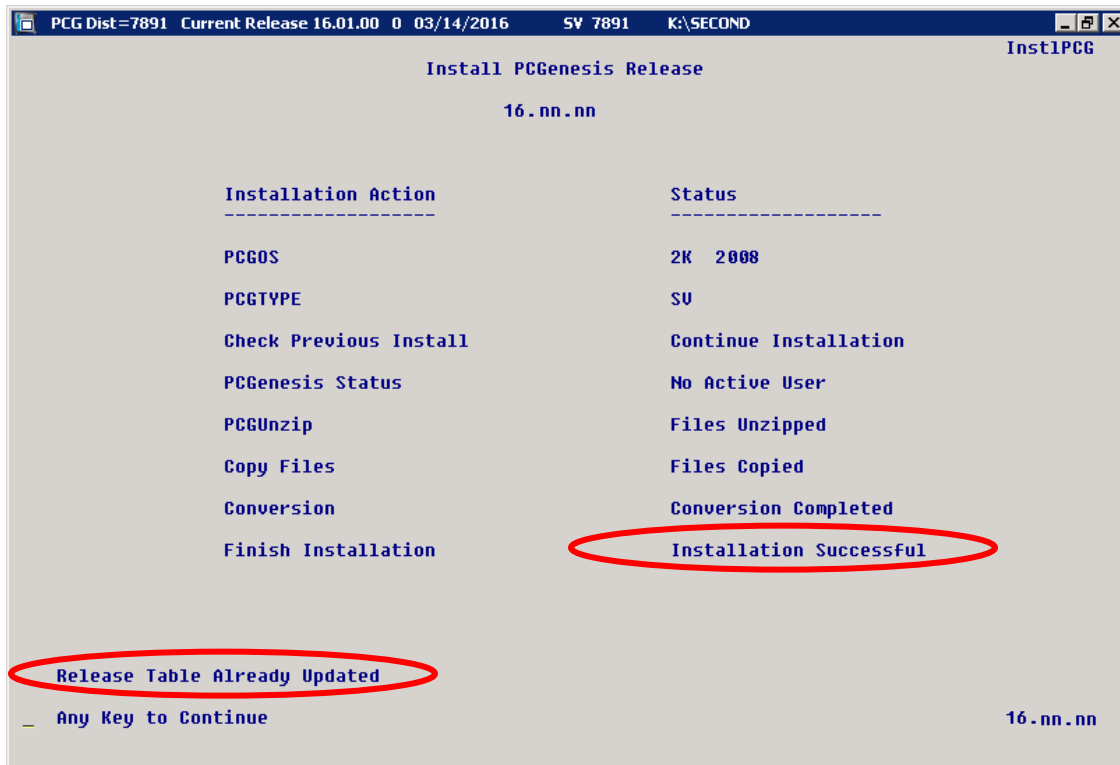 PCG Dist=7891 Current Release 16.01.00 0 03/14/2016 SV 7891 K:\SECOND
InstlPCG
Install PCGenesis Release
16.nn.nn
Installation Action Status
------------------- -------------------
PCGOS 2K 2008
PCGTYPE SV
Check Previous Install Continue Installation
PCGenesis Status No Active User
PCGUnzip Files Unzipped
Copy Files Files Copied
Conversion Conversion Completed
Finish Installation Installation Successful
Release Table Already Updated
_ Any Key to Continue 16.nn.nn